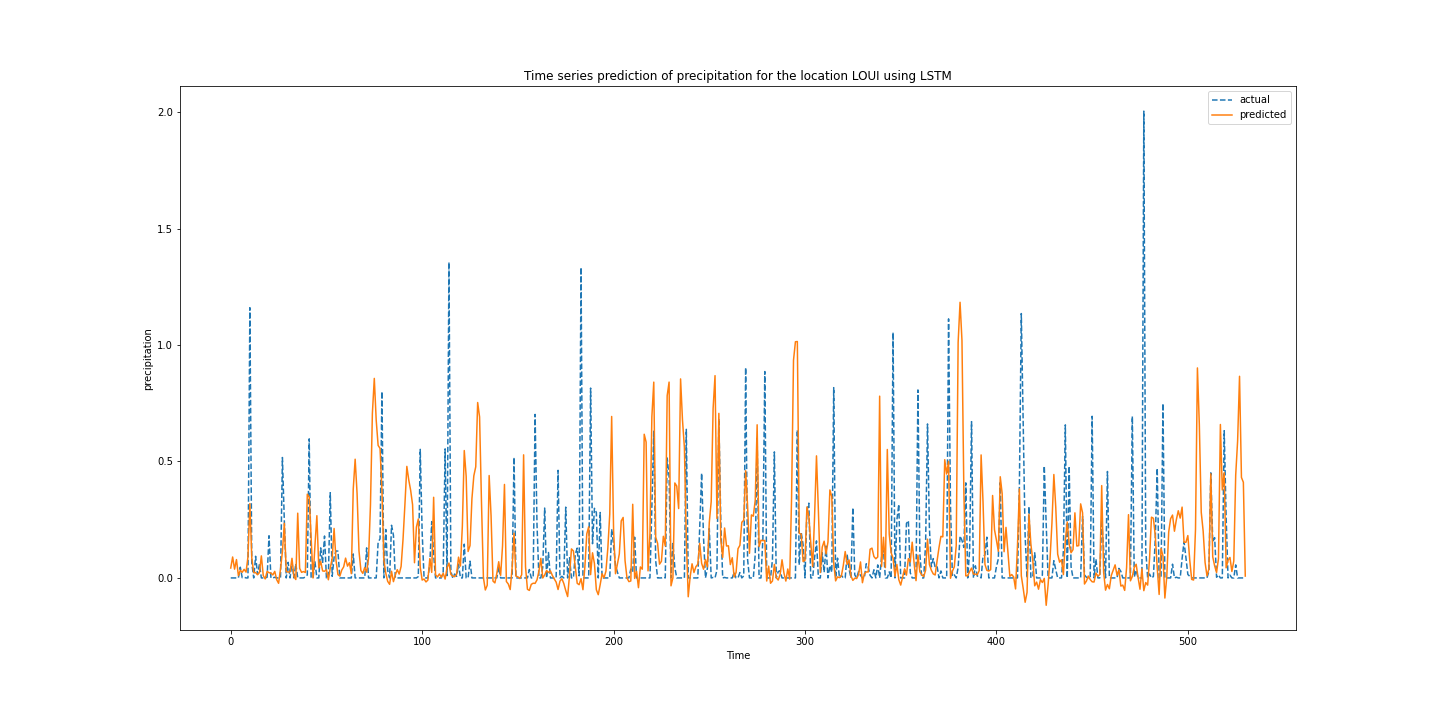 Time series prediction of precipitation for the location LOUI using LSTM
actual
predicted
2.0
1.5
1.0
0.5
0.0
precipitation
0
100
200
300
400
500
Time